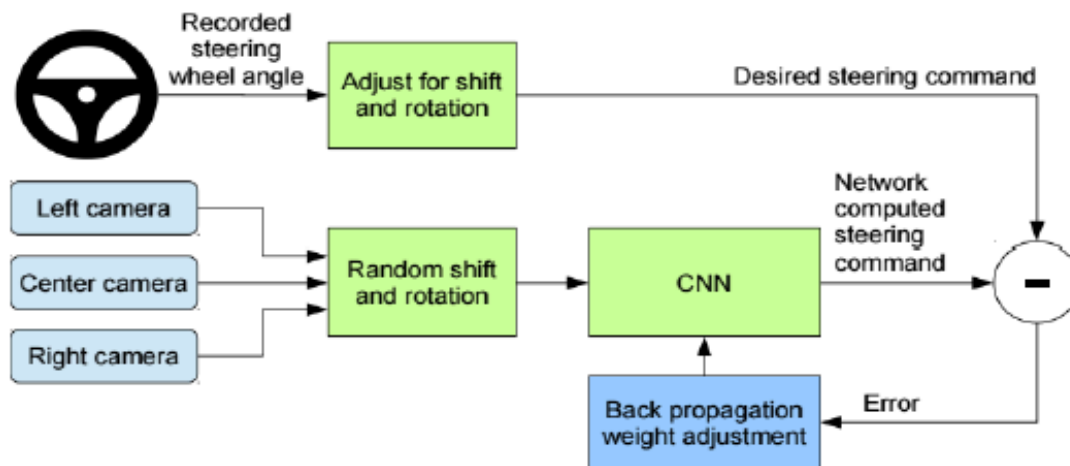 Recorded
steering
wheel angle
Adjust for shift
and rotation
Desired steering command
Left camera
Center camera
Right camera
Random shift
and rotation
CNN
Network
computed
steering
command
-
Back propagation
weight adjustment
Error